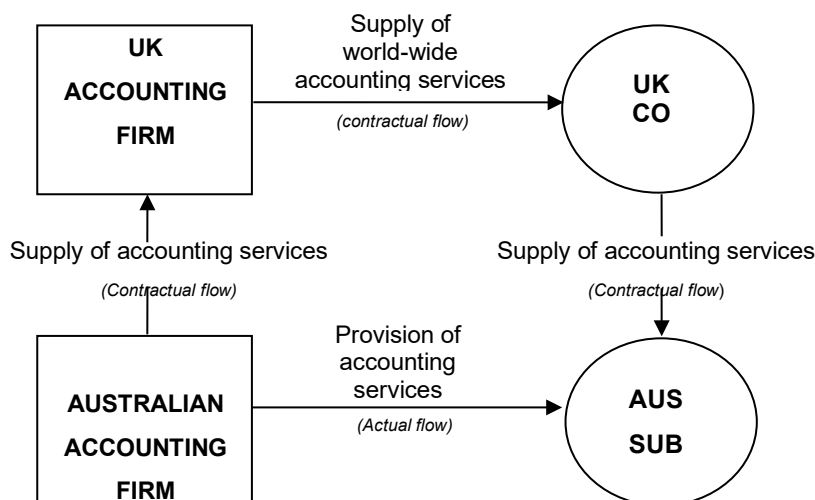 UK
ACCOUNTING
FIRM
Supply of
world-wide
accounting services
(contractual flow)
UK
CO
Supply of accounting services
(Contractual flow)
Supply of accounting services
(Contractual flow)
AUSTRALIAN
ACCOUNTING
FIRM
Provision of
accounting
services
(Actual flow)
AUS
SUB